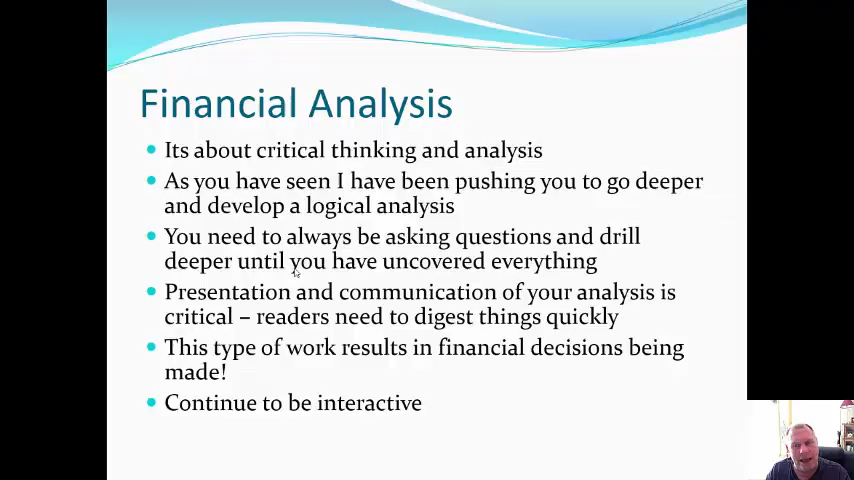 Financial Analysis
Its about critical thinking and analysis
As you have seen I have been pushing you to go deeper
and develop a logical analysis
You need to always be asking questions and drill
deeper until you have uncovered everything
Presentation and communication of your analysis is
critical – readers need to digest things quickly
This type of work results in financial decisions being
made!
Continue to be interactive